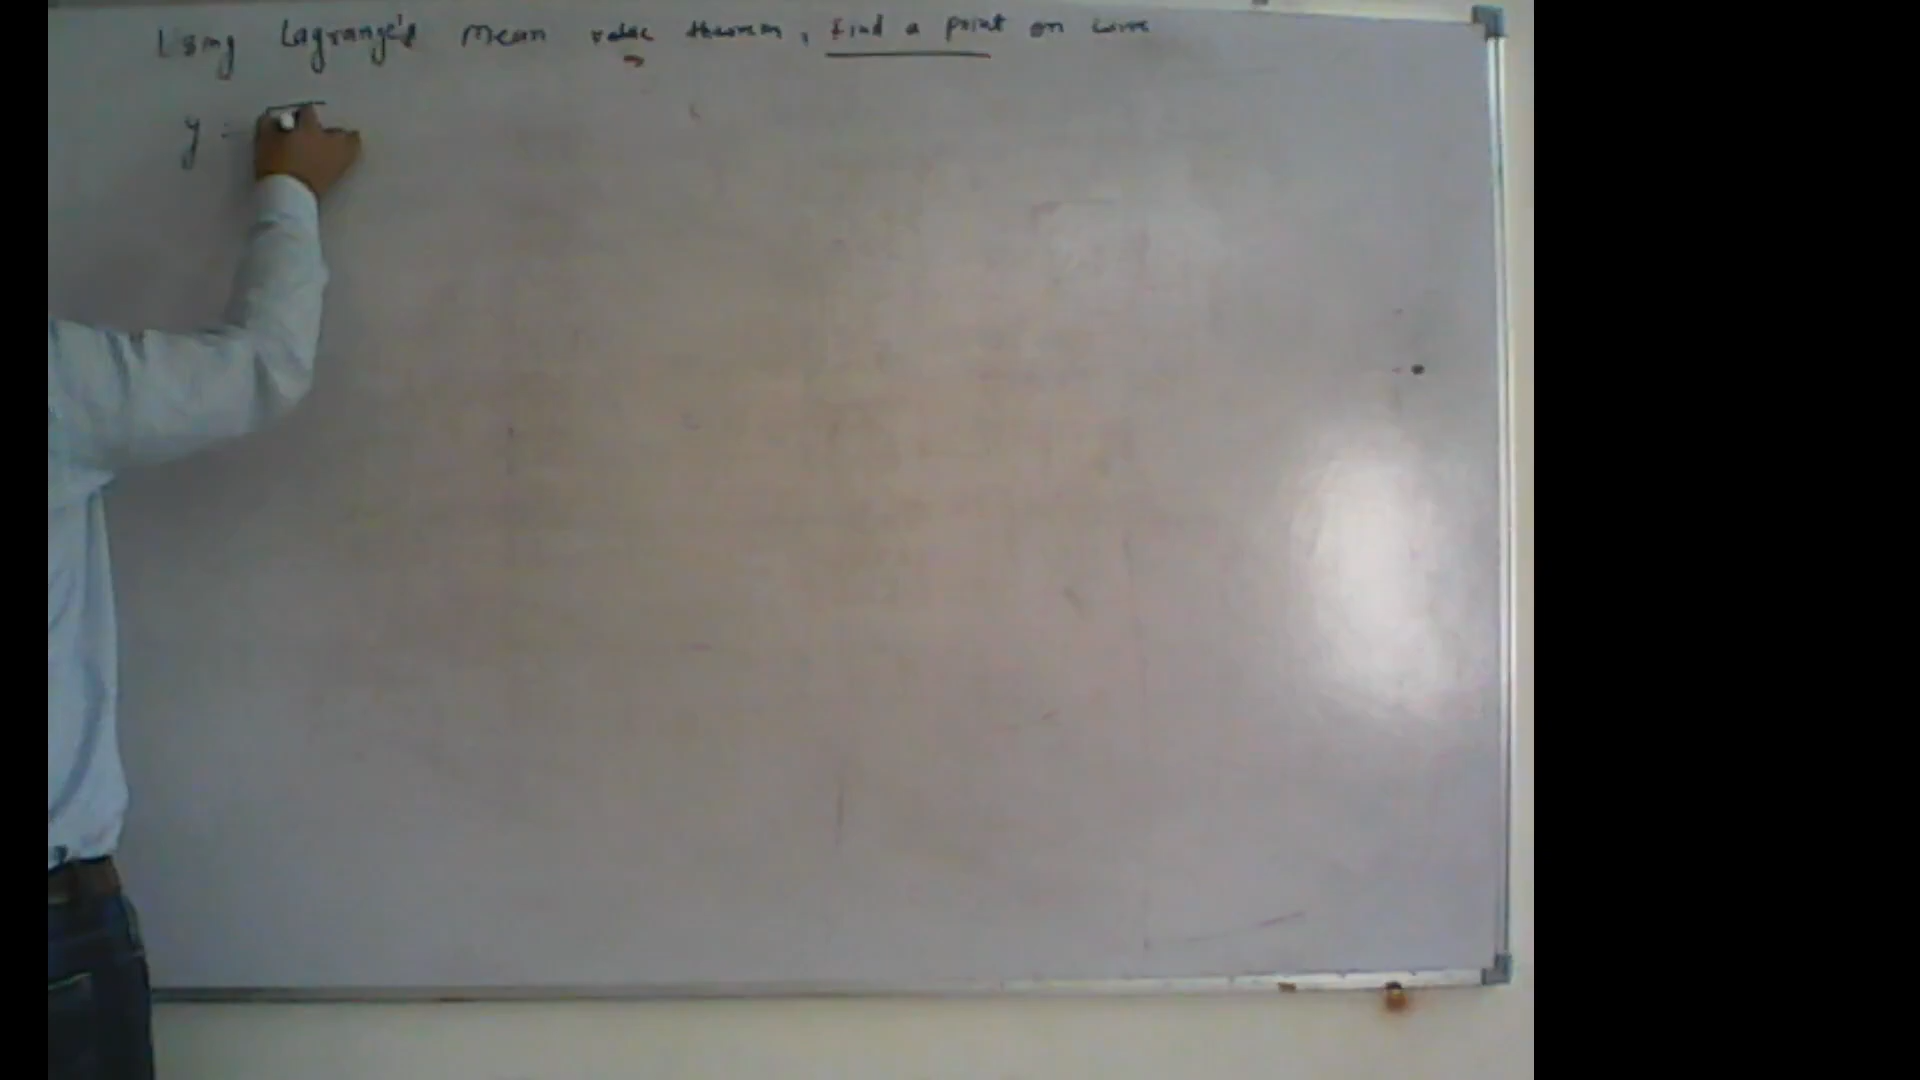 Using Lagrange's Mean value theorem, find a point on curve
y = √